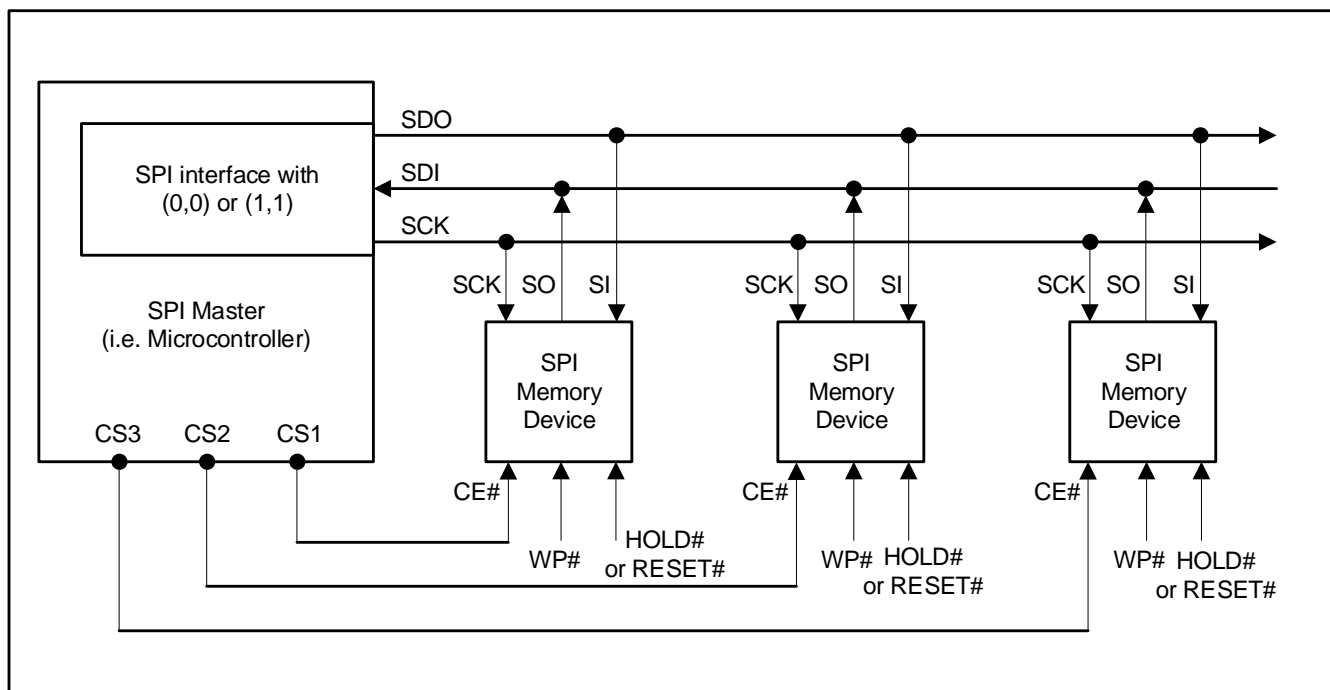 SDO
SPI interface with
(0,0) or (1,1)
SDI
SCK
SPI Master
(i.e. Microcontroller)
SCK SO SI
SCK SO SI
SCK SO SI
SPI
Memory
Device
SPI
Memory
Device
SPI
Memory
Device
CS3 CS2 CS1
CE#
WP#
HOLD#
or RESET#
CE#
WP#
HOLD#
or RESET#
CE#
WP#
HOLD#
or RESET#